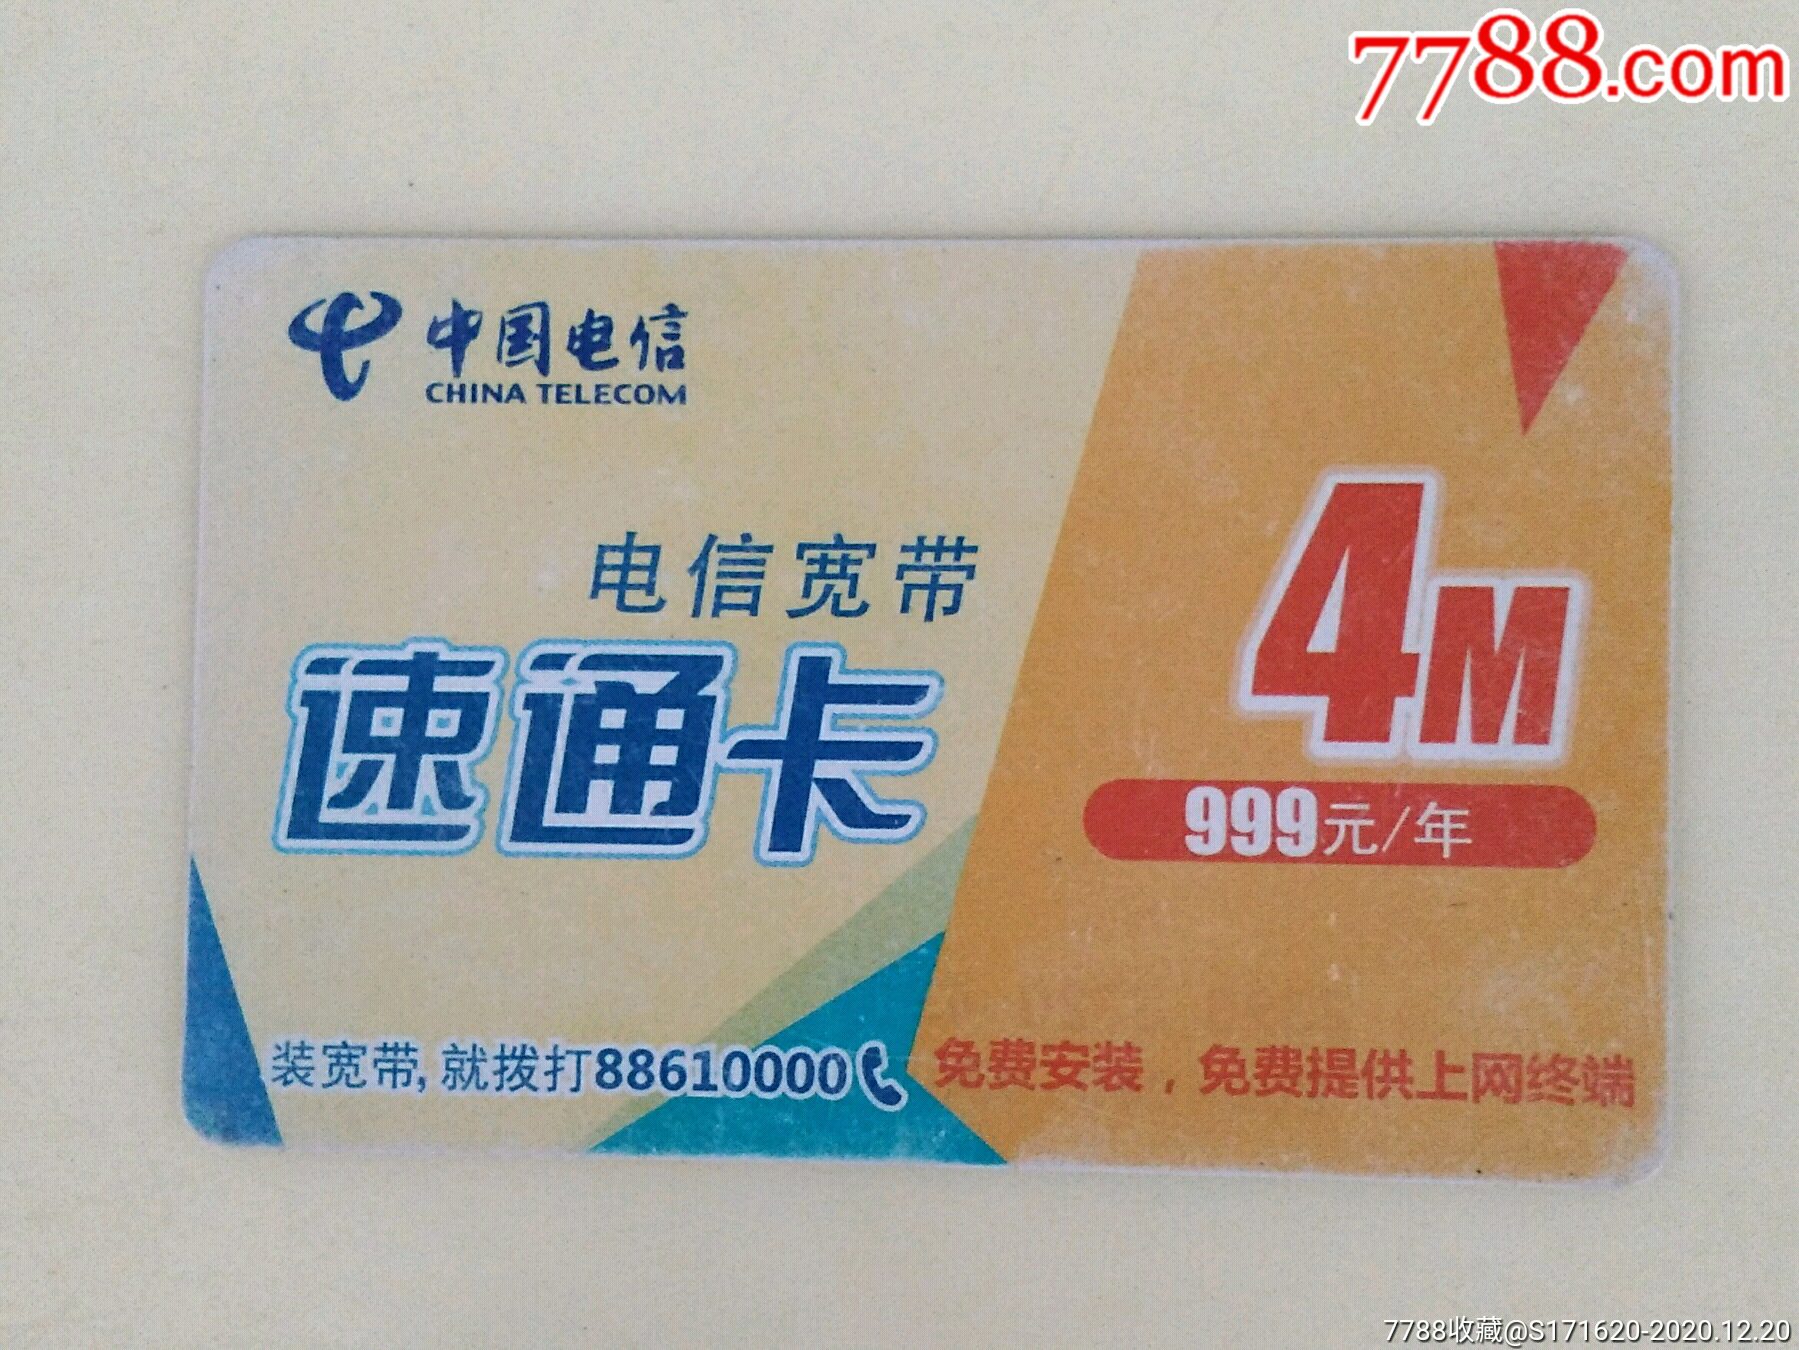 7788.com
中国电信
CHINA TELECOM
电信宽带
速通卡
4M
999元/年
装宽带,就拨打88610000
免费安装，免费提供上网终端
7788收藏@S171620-2020.12.20